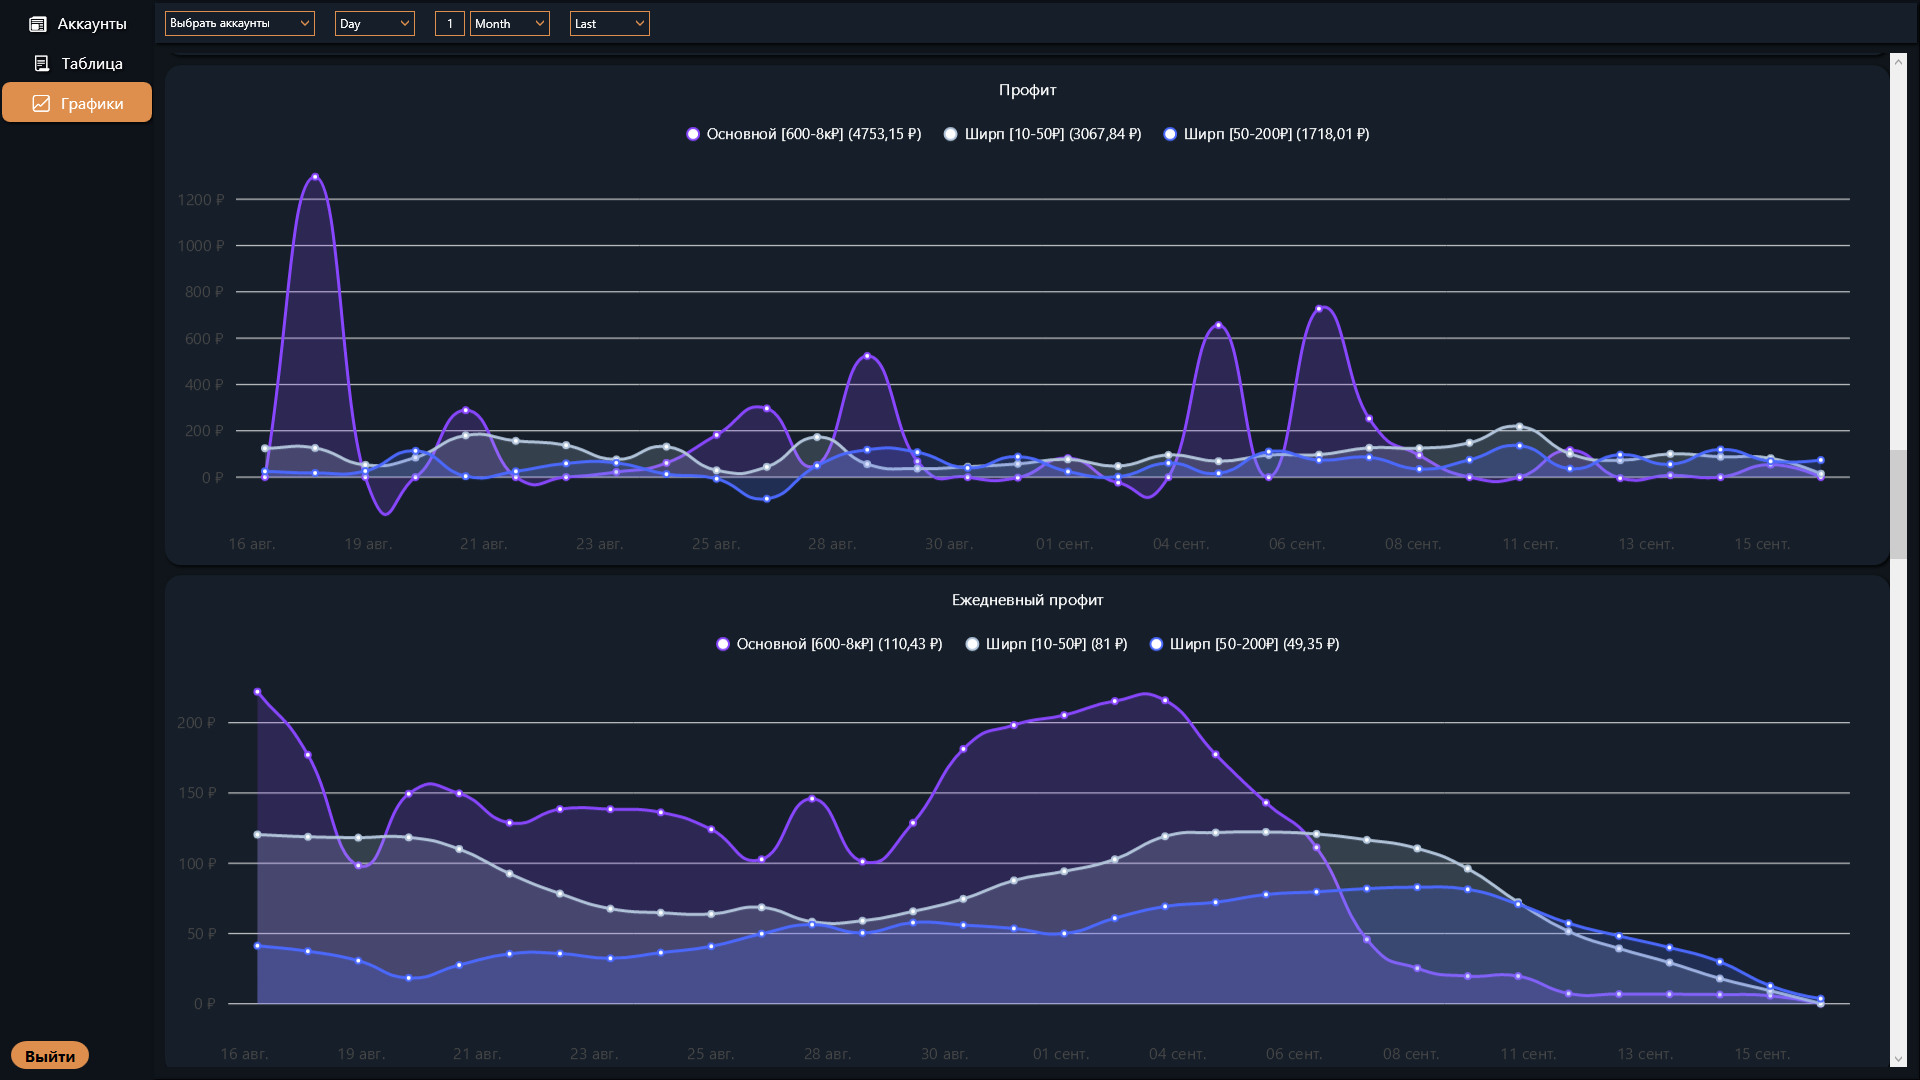 Аккаунты
Таблица
Графики
Выйти
Выбрать аккаунты
Day
1
Month
Last
Профит
Основной [600-8к₽] (4753,15 ₽)
Ширп [10-50₽] (3067,84 ₽)
Ширп [50-200₽] (1718,01 ₽)
1200 ₽
1000 ₽
800 ₽
600 ₽
400 ₽
200 ₽
0 ₽
16 авг. 19 авг. 21 авг. 23 авг. 25 авг. 28 авг. 30 авг. 01 сент. 04 сент. 06 сент. 08 сент. 11 сент. 13 сент. 15 сент.
Ежедневный профит
Основной [600-8к₽] (110,43 ₽)
Ширп [10-50₽] (81 ₽)
Ширп [50-200₽] (49,35 ₽)
200 ₽
150 ₽
100 ₽
50 ₽
0 ₽
16 авг. 19 авг. 21 авг. 23 авг. 25 авг. 28 авг. 30 авг. 01 сент. 04 сент. 06 сент. 08 сент. 11 сент. 13 сент. 15 сент.